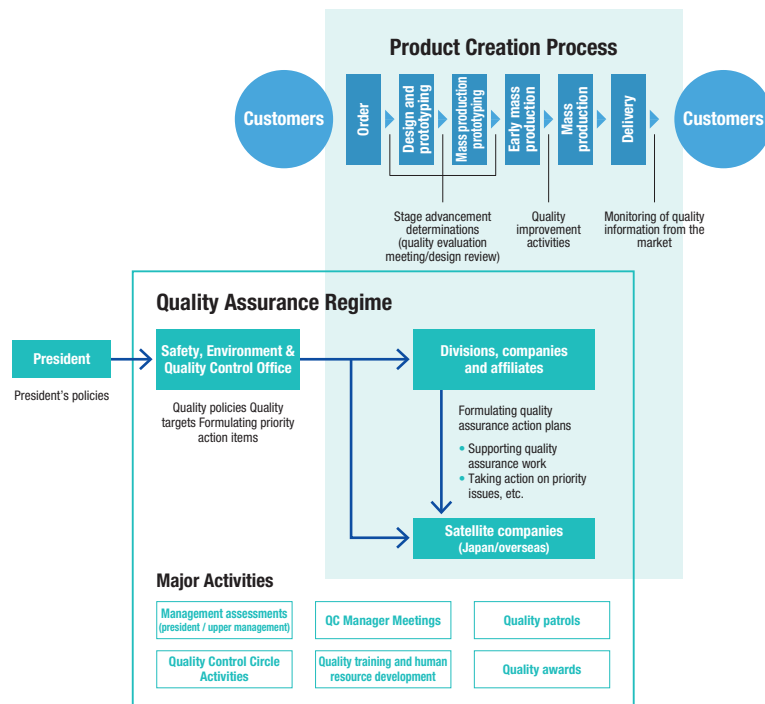 Product Creation Process
Customers
Order
Design and
prototyping
Mass production
prototyping
Early mass
production
Mass
production
Delivery
Customers
Stage advancement
determinations
(quality evaluation
meeting/design review)
Quality
improvement
activities
Monitoring of quality
information from the
market
Quality Assurance Regime
President
President's policies
Safety, Environment &
Quality Control Office
Quality policies Quality
targets Formulating priority
action items
Divisions, companies
and affiliates
Formulating quality
assurance action plans
• Supporting quality
assurance work
• Taking action on priority
issues, etc.
Satellite companies
(Japan/overseas)
Major Activities
Management assessments
(president / upper management)
QC Manager Meetings
Quality patrols
Quality Control Circle
Activities
Quality training and human
resource development
Quality awards